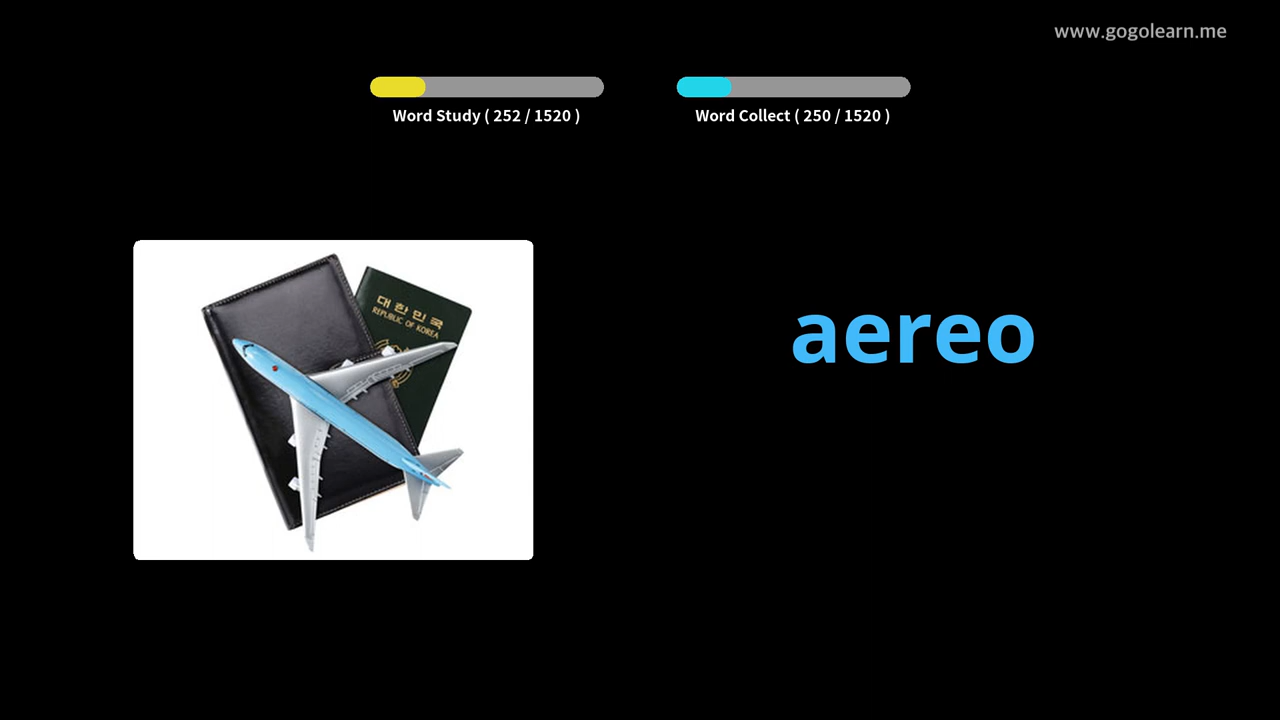 www.gogolearn.me
Word Study ( 252 / 1520 )
Word Collect ( 250 / 1520 )
대한민국
REPUBLIC OF KOREA
aereo